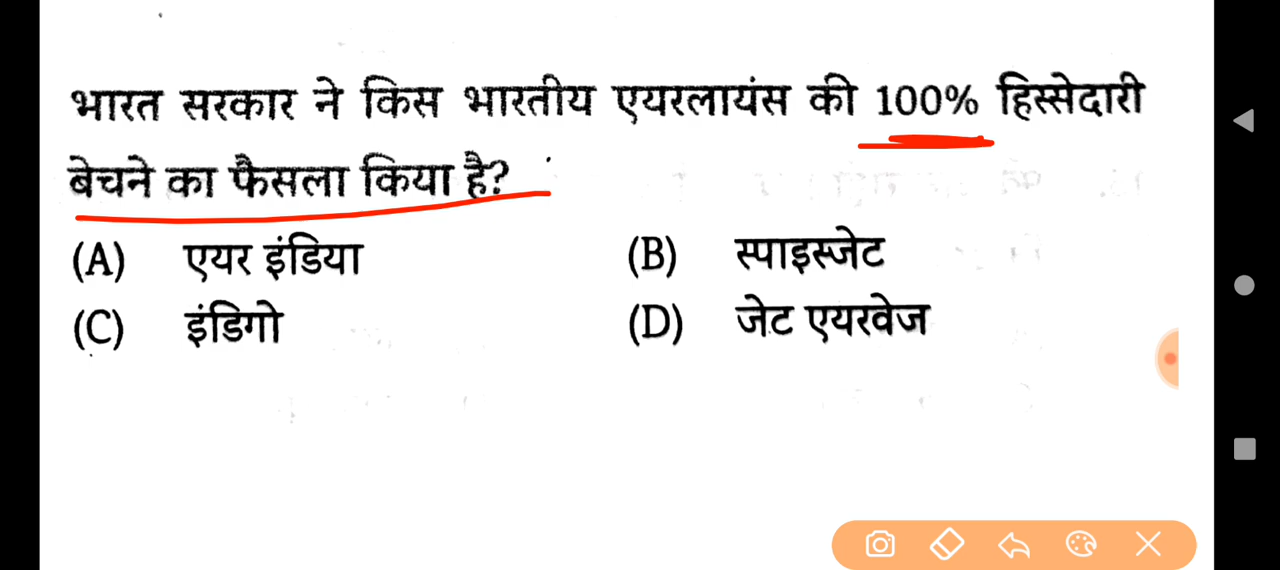 भारत सरकार ने किस भारतीय एयरलायंस की 100% हिस्सेदारी
बेचने का फैसला किया है?
(A) एयर इंडिया (B) स्पाइस्जेट
(C) इंडिगो (D) जेट एयरवेज